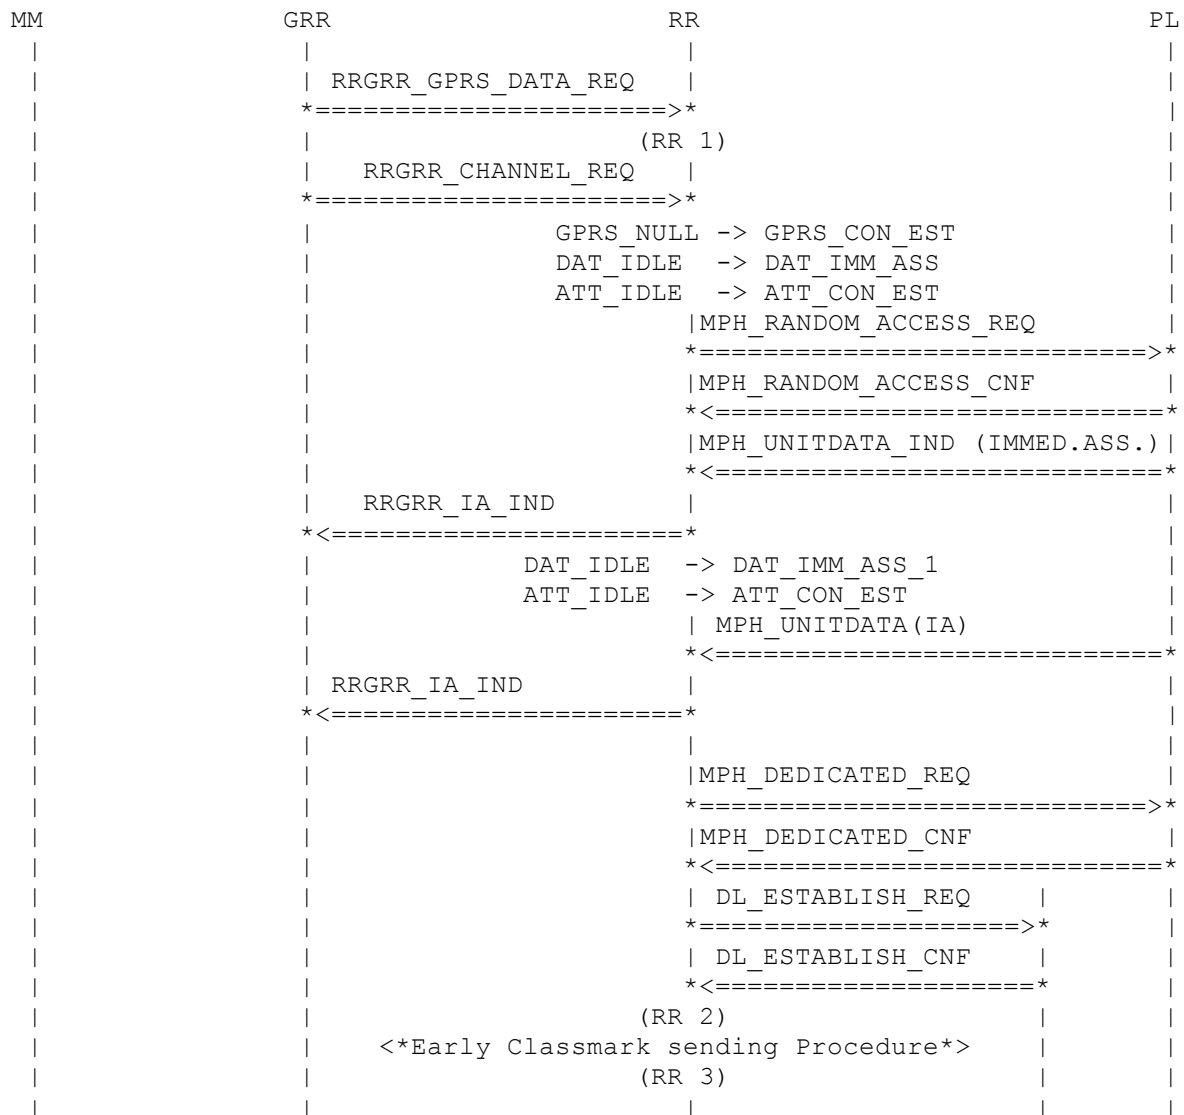 MM                GRR                     RR                            PL
 |                 |                       |                             |
 |                 | RRGRR_GPRS_DATA_REQ   |                             |
 |                 *======================>*                             |
 |                 |                    (RR 1)                           |
 |                 |   RRGRR_CHANNEL_REQ   |                             |
 |                 *======================>*                             |
 |                 |               GPRS_NULL -> GPRS_CON_EST             |
 |                 |               DAT_IDLE  -> DAT_IMM_ASS              |
 |                 |               ATT_IDLE  -> ATT_CON_EST              |
 |                 |                       |MPH_RANDOM_ACCESS_REQ        |
 |                 |                       *============================>*
 |                 |                       |MPH_RANDOM_ACCESS_CNF        |
 |                 |                       *<============================*
 |                 |                       |MPH_UNITDATA_IND (IMMED.ASS.)|
 |                 |                       *<============================*
 |                 |   RRGRR_IA_IND        |                             |
 |                 *<======================*                             |
 |                 |             DAT_IDLE  -> DAT_IMM_ASS_1              |
 |                 |             ATT_IDLE  -> ATT_CON_EST                |
 |                 |                       | MPH_UNITDATA(IA)            |
 |                 |                       *<============================*
 |                 | RRGRR_IA_IND          |                             |
 |                 *<======================*                             |
 |                 |                       |                             |
 |                 |                       |MPH_DEDICATED_REQ            |
 |                 |                       *============================>*
 |                 |                       |MPH_DEDICATED_CNF            |
 |                 |                       *<============================*
 |                 |                       | DL_ESTABLISH_REQ    |       |
 |                 |                       *====================>*       |
 |                 |                       | DL_ESTABLISH_CNF    |       |
 |                 |                       *<====================*       |
 |                 |                    (RR 2)                   |       |
 |                 |    <*Early Classmark sending Procedure*>    |       |
 |                 |                    (RR 3)                   |       |
 |                 |                       |                     |       |